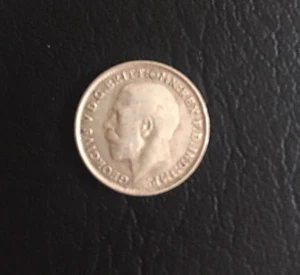 GEORGIVS V D.G. BRITT: OMN: REX F.D. IND: IMP: